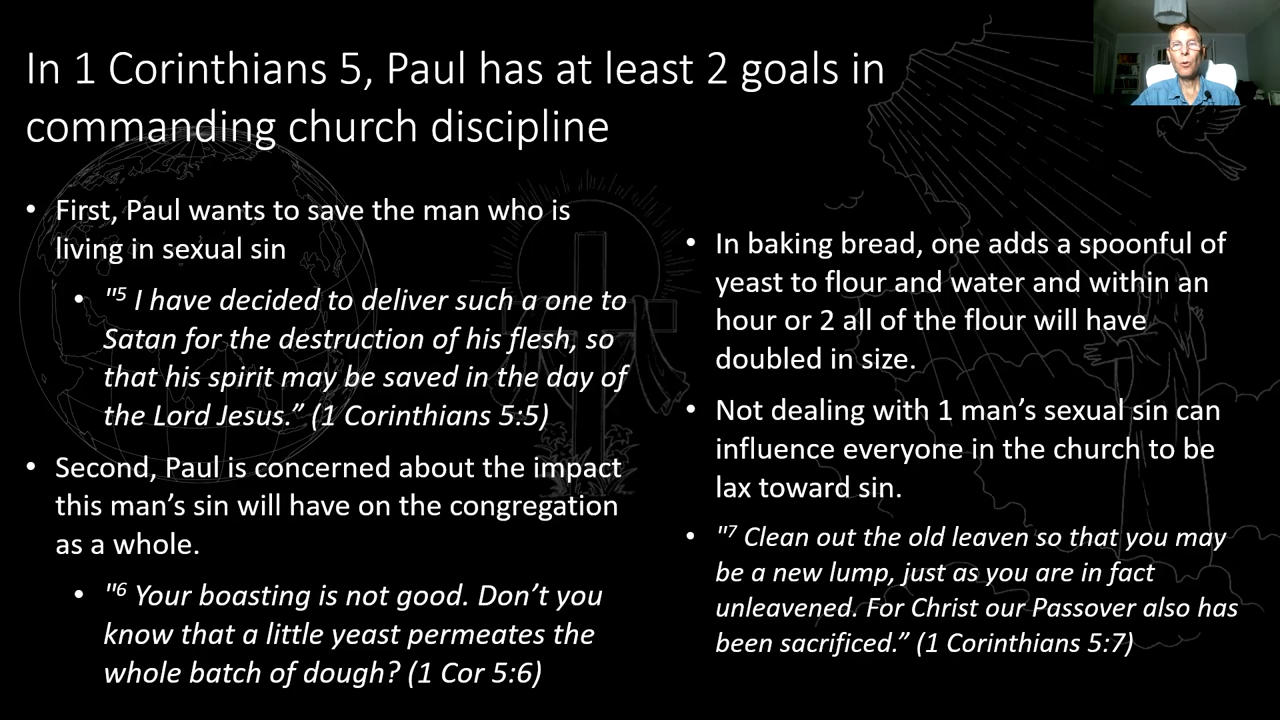 In 1 Corinthians 5, Paul has at least 2 goals in
commanding church discipline
• First, Paul wants to save the man who is
living in sexual sin
• "⁵ I have decided to deliver such a one to
Satan for the destruction of his flesh, so
that his spirit may be saved in the day of
the Lord Jesus.” (1 Corinthians 5:5)
• Second, Paul is concerned about the impact
this man’s sin will have on the congregation
as a whole.
• "⁶ Your boasting is not good. Don’t you
know that a little yeast permeates the
whole batch of dough? (1 Cor 5:6)
• In baking bread, one adds a spoonful of
yeast to flour and water and within an
hour or 2 all of the flour will have
doubled in size.
• Not dealing with 1 man’s sexual sin can
influence everyone in the church to be
lax toward sin.
• "⁷ Clean out the old leaven so that you may
be a new lump, just as you are in fact
unleavened. For Christ our Passover also has
been sacrificed.” (1 Corinthians 5:7)